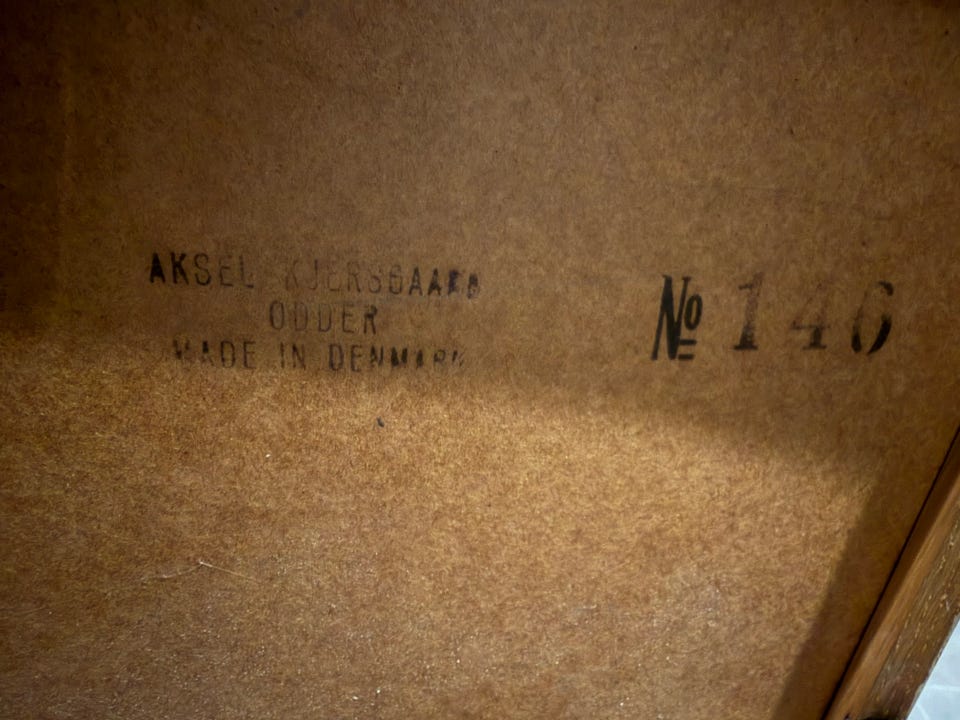 AKSEL KJERSGAARD
ODDER
MADE IN DENMARK
№ 146